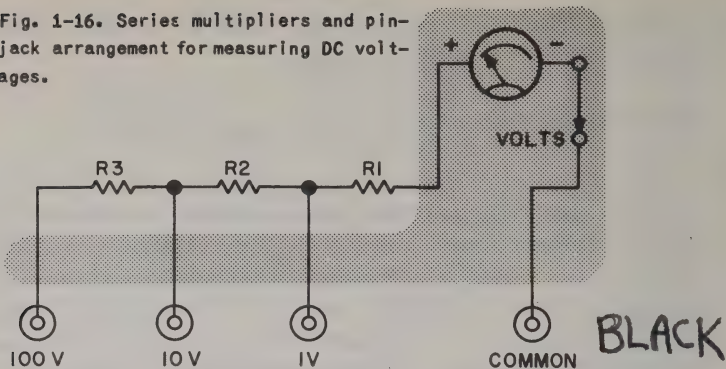 Fig. 1-16. Series multipliers and pin-
jack arrangement for measuring DC volt-
ages.
+ -
VOLTS
R3 R2 R1
100 V 10 V 1V COMMON BLACK